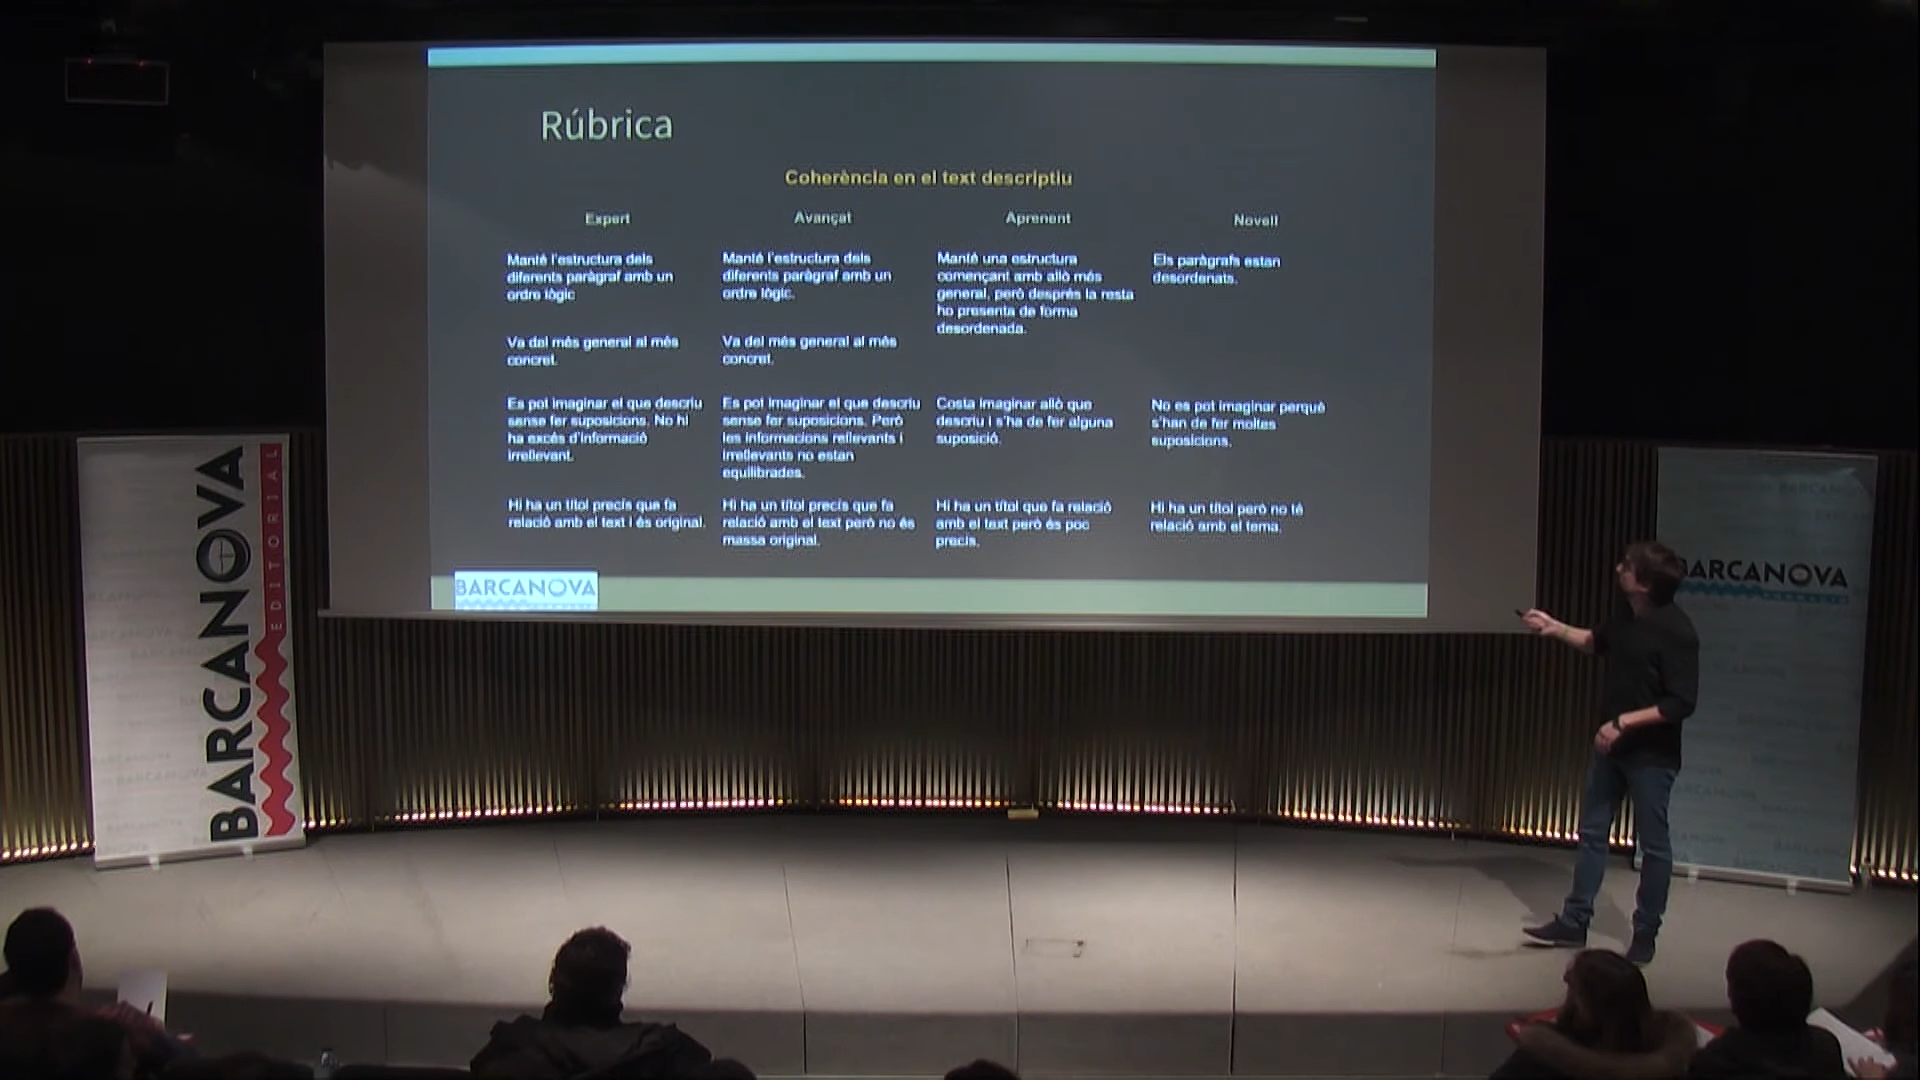 Rúbrica
Coherència en el text descriptiu
Expert
Avançat
Aprenent
Novell
Manté l'estructura dels
diferents paràgraf amb un
ordre lògic
Manté l'estructura dels
diferents paràgraf amb un
ordre lògic.
Manté una estructura
començant amb allò més
general, però després la resta
ho presenta de forma
desordenada.
Els paràgrafs estan
desordenats.
Va del més general al més
concret.
Va del més general al més
concret.
Es pot imaginar el que descriu
sense fer suposicions. No hi
ha excés d'informació
irrellevant.
Es pot imaginar el que descriu
sense fer suposicions. Però
les informacions rellevants i
irrellevants no estan
equilibrades.
Costa imaginar allò que
descriu i s'ha de fer alguna
suposició.
No es pot imaginar perquè
s'han de fer moltes
suposicions.
Hi ha un títol precís que fa
relació amb el text i és original.
Hi ha un títol precís que fa
relació amb el text però no és
massa original.
Hi ha un títol que fa relació
amb el text però és poc
precís.
Hi ha un títol però no té
relació amb el tema.
BARCANOVA
BARCANOVA
EDITORIAL
BARCANOVA